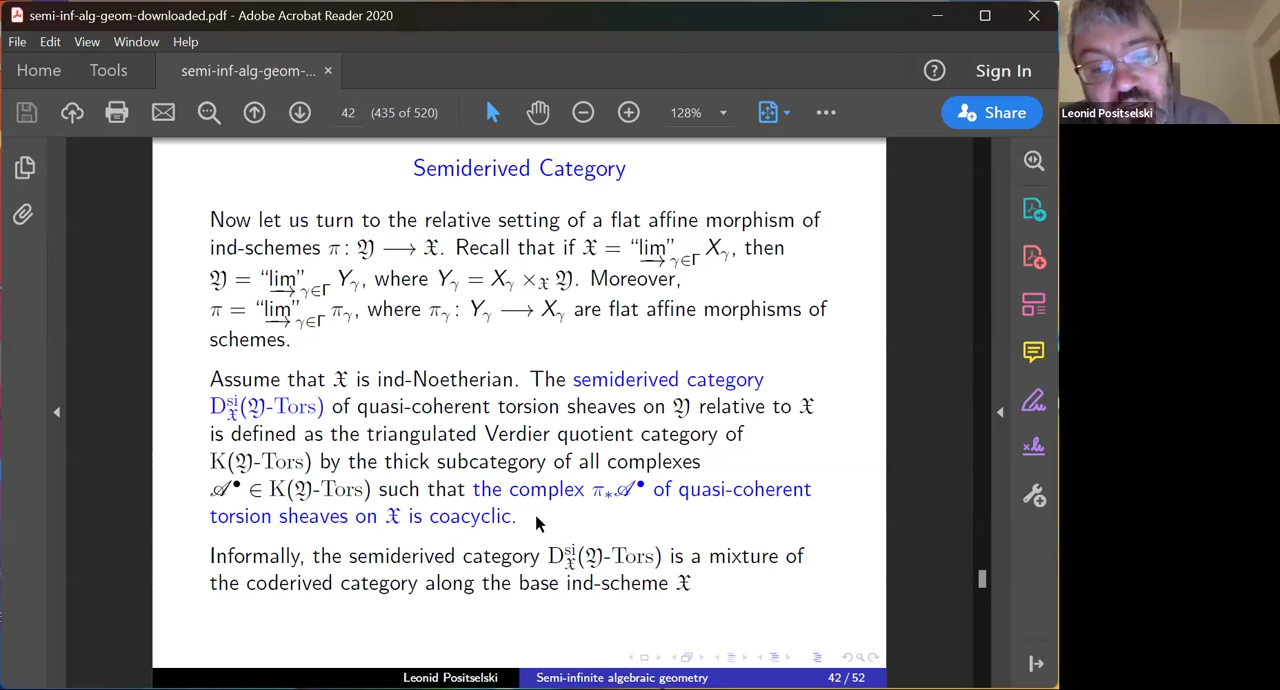 semi-inf-alg-geom-downloaded.pdf - Adobe Acrobat Reader 2020
File Edit View Window Help
Home Tools semi-inf-alg-geom-... × Sign In
42 (435 of 520) 128% Share
Leonid Positselski
Semiderived Category
Now let us turn to the relative setting of a flat affine morphism of
ind-schemes π: 𝔜 ⟶ 𝔛. Recall that if 𝔛 = “lim→”γ∈Γ Xγ, then
𝔜 = “lim→”γ∈Γ Yγ, where Yγ = Xγ ×𝔛 𝔜. Moreover,
π = “lim→”γ∈Γ πγ, where πγ: Yγ ⟶ Xγ are flat affine morphisms of
schemes.
Assume that 𝔛 is ind-Noetherian. The semiderived category
D^si_𝔛(𝔜-Tors) of quasi-coherent torsion sheaves on 𝔜 relative to 𝔛
is defined as the triangulated Verdier quotient category of
K(𝔜-Tors) by the thick subcategory of all complexes
𝒜• ∈ K(𝔜-Tors) such that the complex π∗𝒜• of quasi-coherent
torsion sheaves on 𝔛 is coacyclic.
Informally, the semiderived category D^si_𝔛(𝔜-Tors) is a mixture of
the coderived category along the base ind-scheme 𝔛
Leonid Positselski Semi-infinite algebraic geometry 42 / 52